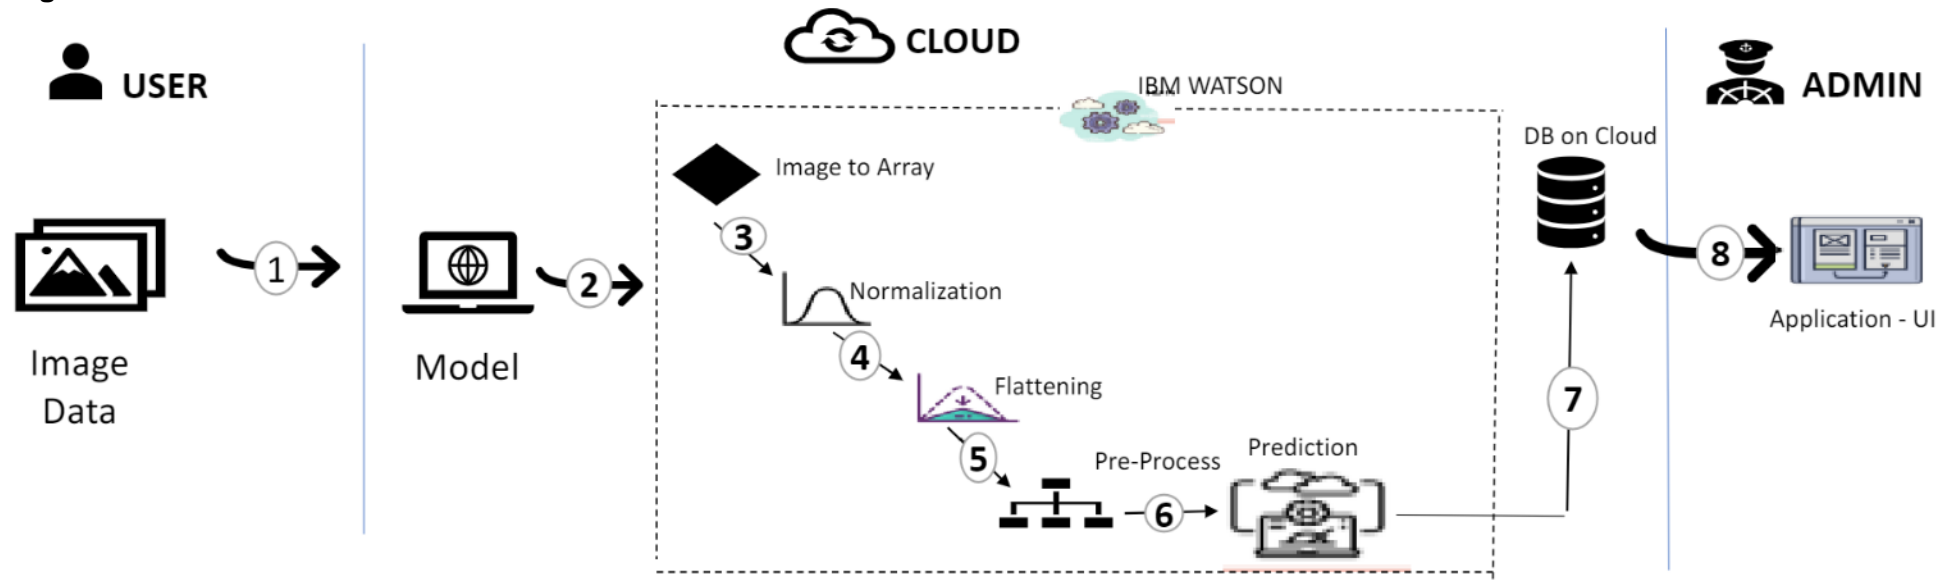 CLOUD
USER
IBM WATSON
ADMIN
DB on Cloud
Image to Array
3
1
2
8
Normalization
Application - UI
4
Image
Data
Model
Flattening
7
5
Pre-Process
Prediction
6